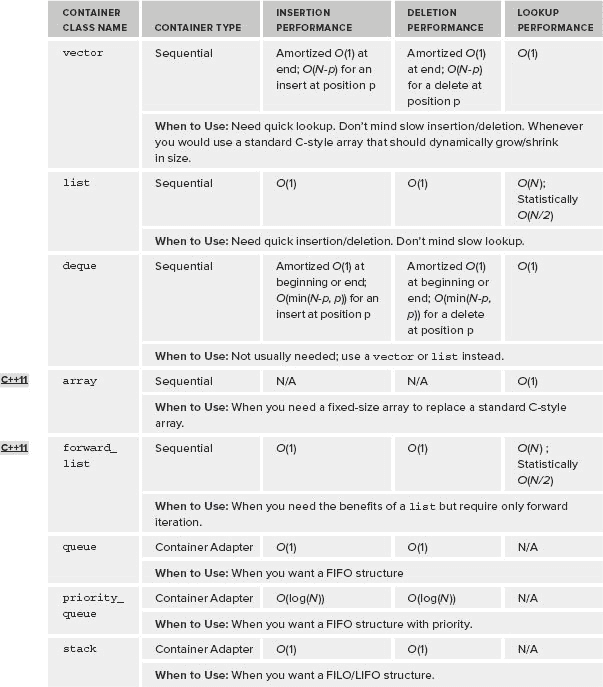 CONTAINER CLASS NAME CONTAINER TYPE INSERTION PERFORMANCE DELETION PERFORMANCE LOOKUP PERFORMANCE
vector Sequential Amortized O(1) at end; O(N-p) for an insert at position p Amortized O(1) at end; O(N-p) for a delete at position p O(1)
When to Use: Need quick lookup. Don't mind slow insertion/deletion. Whenever
you would use a standard C-style array that should dynamically grow/shrink
in size.
list Sequential O(1) O(1) O(N); Statistically O(N/2)
When to Use: Need quick insertion/deletion. Don't mind slow lookup.
deque Sequential Amortized O(1) at beginning or end; O(min(N-p, p)) for an insert at position p Amortized O(1) at beginning or end; O(min(N-p, p)) for a delete at position p O(1)
When to Use: Not usually needed; use a vector or list instead.
C++11
array Sequential N/A N/A O(1)
When to Use: When you need a fixed-size array to replace a standard C-style
array.
C++11
forward_list Sequential O(1) O(1) O(N) ; Statistically O(N/2)
When to Use: When you need the benefits of a list but require only forward
iteration.
queue Container Adapter O(1) O(1) N/A
When to Use: When you want a FIFO structure
priority_queue Container Adapter O(log(N)) O(log(N)) N/A
When to Use: When you want a FIFO structure with priority.
stack Container Adapter O(1) O(1) N/A
When to Use: When you want a FILO/LIFO structure.